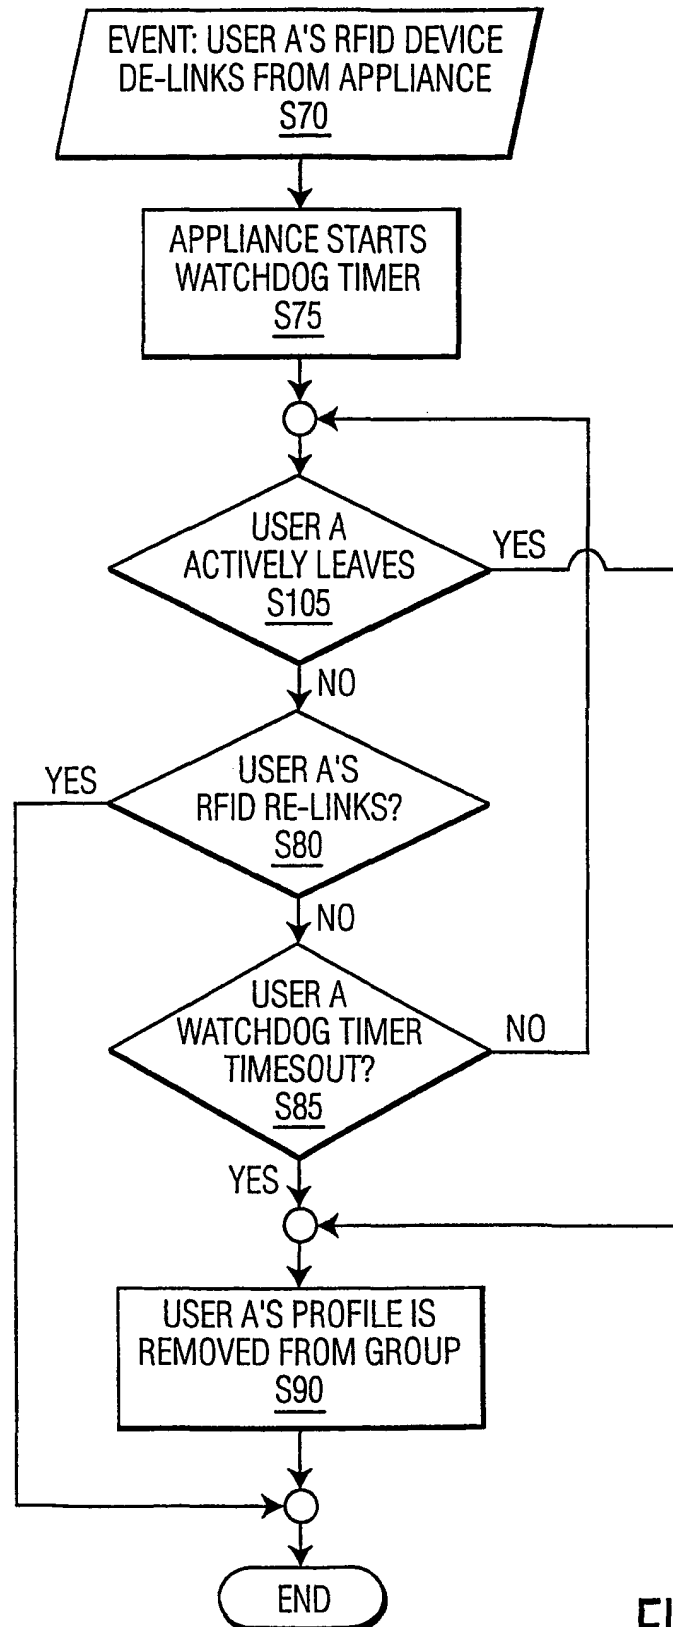 EVENT: USER A'S RFID DEVICE
DE-LINKS FROM APPLIANCE
S70
APPLIANCE STARTS
WATCHDOG TIMER
S75
USER A
ACTIVELY LEAVES
S105
YES
NO
USER A'S
RFID RE-LINKS?
S80
YES
NO
USER A
WATCHDOG TIMER
TIMESOUT?
S85
NO
YES
USER A'S PROFILE IS
REMOVED FROM GROUP
S90
END